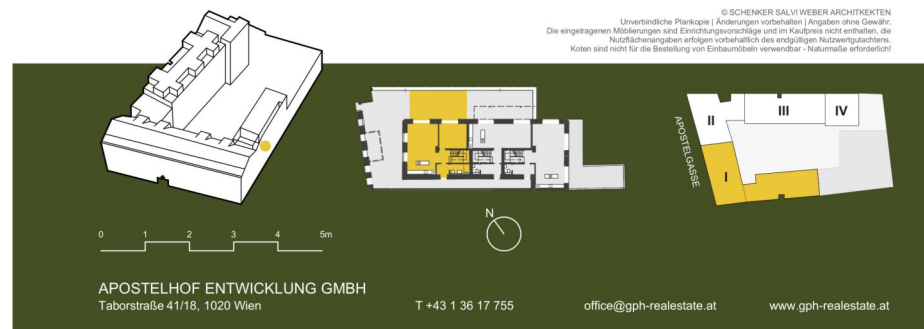 © SCHENKER SALVI WEBER ARCHITKEKTEN
Unverbindliche Plankopie | Änderungen vorbehalten | Angaben ohne Gewähr.
Die eingetragenen Möblierungen sind Einrichtungsvorschläge und im Kaufpreis nicht enthalten, die
Nutzflächenangaben erfolgen vorbehaltlich des endgültigen Nutzwertgutachtens.
Koten sind nicht für die Bestellung von Einbaumöbeln verwendbar - Naturmaße erforderlich!
II
III
IV
APOSTELGASSE
I
N
0 1 2 3 4 5m
APOSTELHOF ENTWICKLUNG GMBH
Taborstraße 41/18, 1020 Wien
T +43 1 36 17 755
office@gph-realestate.at
www.gph-realestate.at